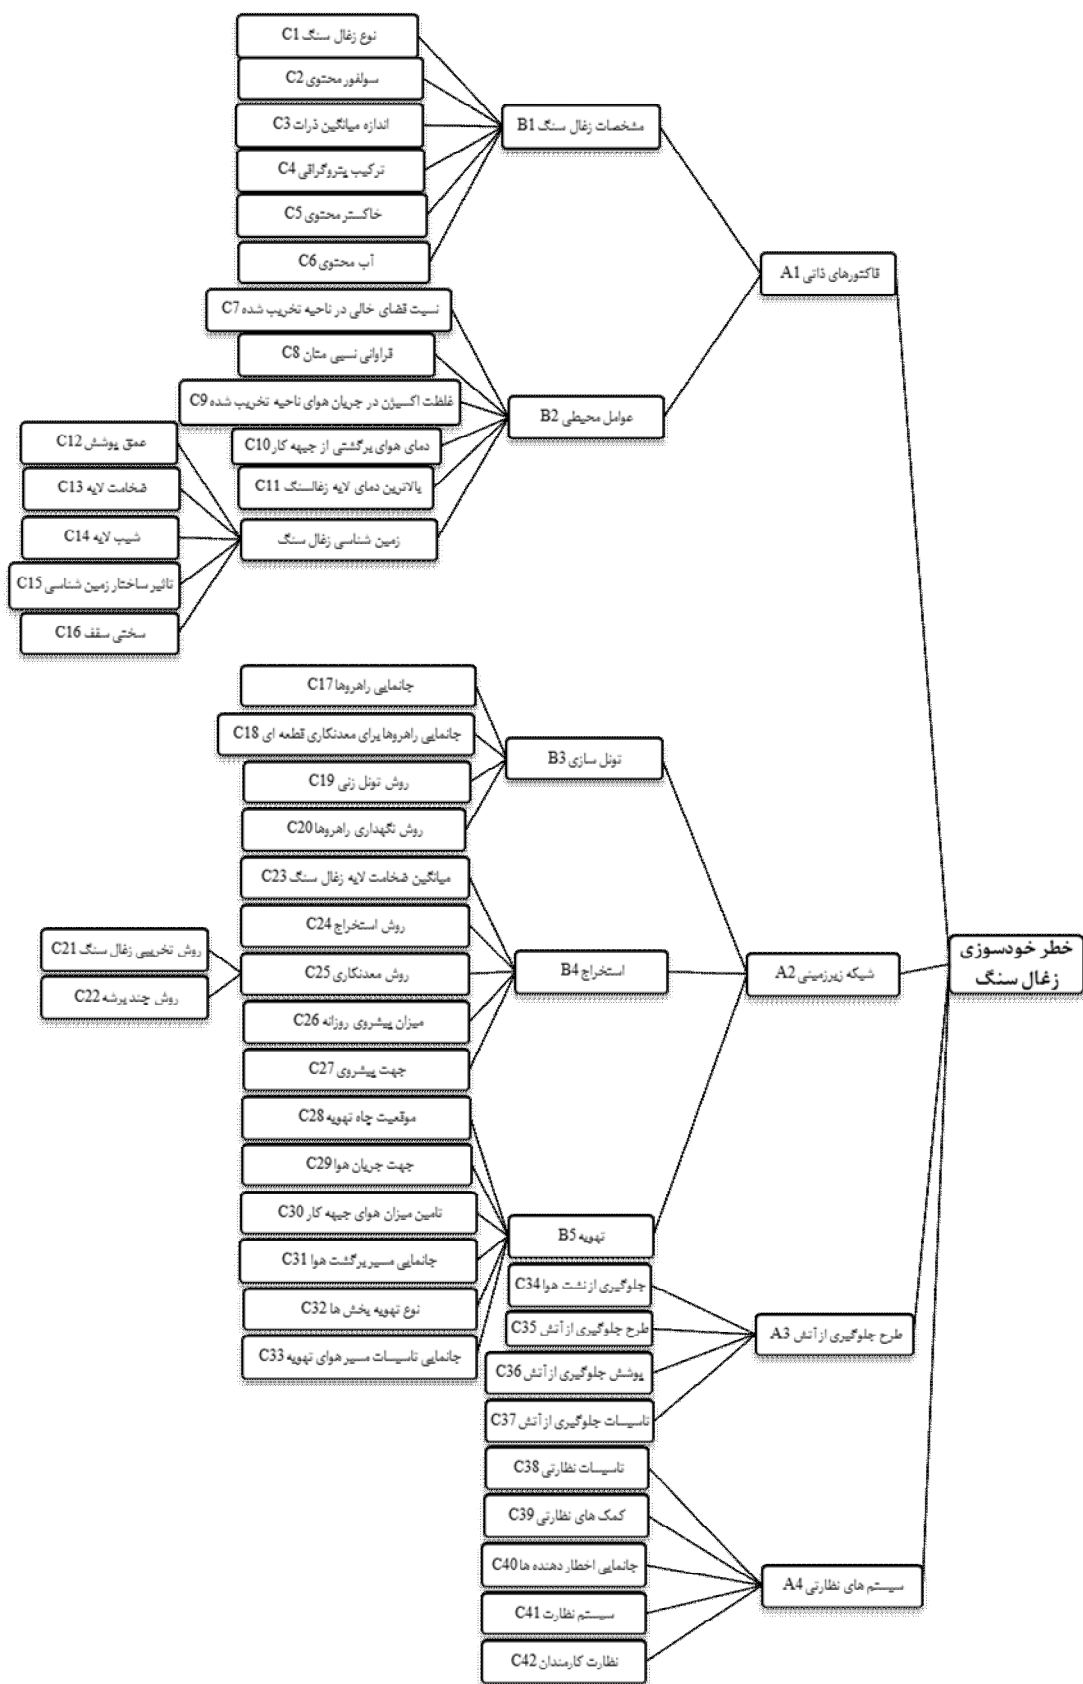 خطر خودسوزی
زغال سنگ
فاکتورهای ذاتی A1
مشخصات زغال سنگ B1
نوع زغال سنگ C1
سولفور محتوی C2
اندازه میانگین ذرات C3
ترکیب پتروگرافی C4
خاکستر محتوی C5
آب محتوی C6
عوامل محیطی B2
نسبت فضای خالی در ناحیه تخریب شده C7
فراوانی نسبی متان C8
غلظت اکسیژن در جریان هوای ناحیه تخریب شده C9
دمای هوای برگشتی از جبهه کار C10
بالاترین دمای لایه زغالسنگ C11
زمین شناسی زغال سنگ
عمق پوشش C12
ضخامت لایه C13
شیب لایه C14
تاثیر ساختار زمین شناسی C15
سختی سقف C16
شبکه زیرزمینی A2
تونل سازی B3
جانمایی راهروها C17
جانمایی راهروها برای معدنکاری قطعه ای C18
روش تونل زنی C19
روش نگهداری راهروها C20
استخراج B4
میانگین ضخامت لایه زغال سنگ C23
روش استخراج C24
روش معدنکاری C25
روش تخریبی زغال سنگ C21
روش چند برشه C22
میزان پیشروی روزانه C26
جهت پیشروی C27
تهویه B5
موقعیت چاه تهویه C28
جهت جریان هوا C29
تامین میزان هوای جبهه کار C30
جانمایی مسیر برگشت هوا C31
نوع تهویه بخش ها C32
جانمایی تاسیسات مسیر هوای تهویه C33
طرح جلوگیری از آتش A3
جلوگیری از نشت هوا C34
طرح جلوگیری از آتش C35
پوشش جلوگیری از آتش C36
تاسیسات جلوگیری از آتش C37
سیستم های نظارتی A4
تاسیسات نظارتی C38
کمک های نظارتی C39
جانمایی اخطار دهنده ها C40
سیستم نظارت C41
نظارت کارمندان C42